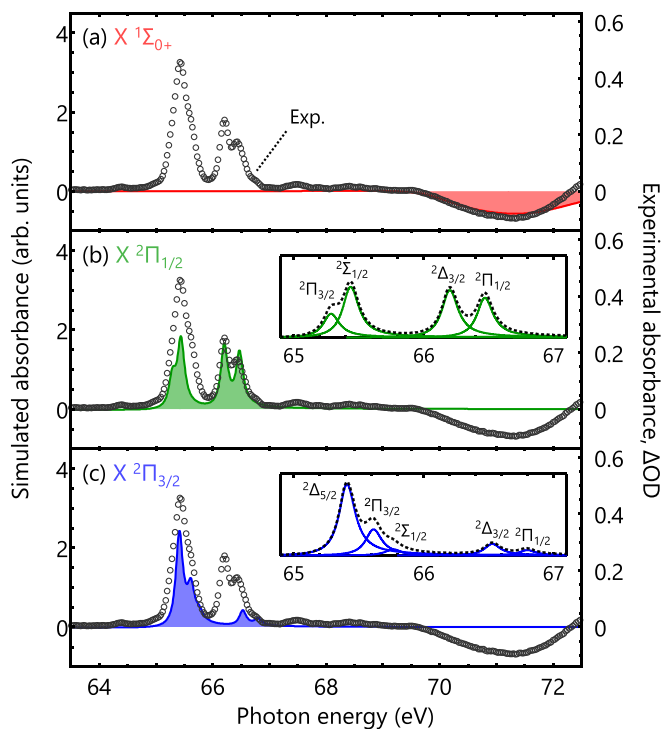 (a) X ¹Σ₀₊
Exp.
4
2
0
0.6
0.4
0.2
0
(b) X ²Π₁/₂
²Π₃/₂
²Σ₁/₂
²Δ₃/₂
²Π₁/₂
65
66
67
4
2
0
0.6
0.4
0.2
0
(c) X ²Π₃/₂
²Δ₅/₂
²Π₃/₂
²Σ₁/₂
²Δ₃/₂
²Π₁/₂
65
66
67
4
2
0
0.6
0.4
0.2
0
64
66
68
70
72
Photon energy (eV)
Simulated absorbance (arb. units)
Experimental absorbance, ΔOD